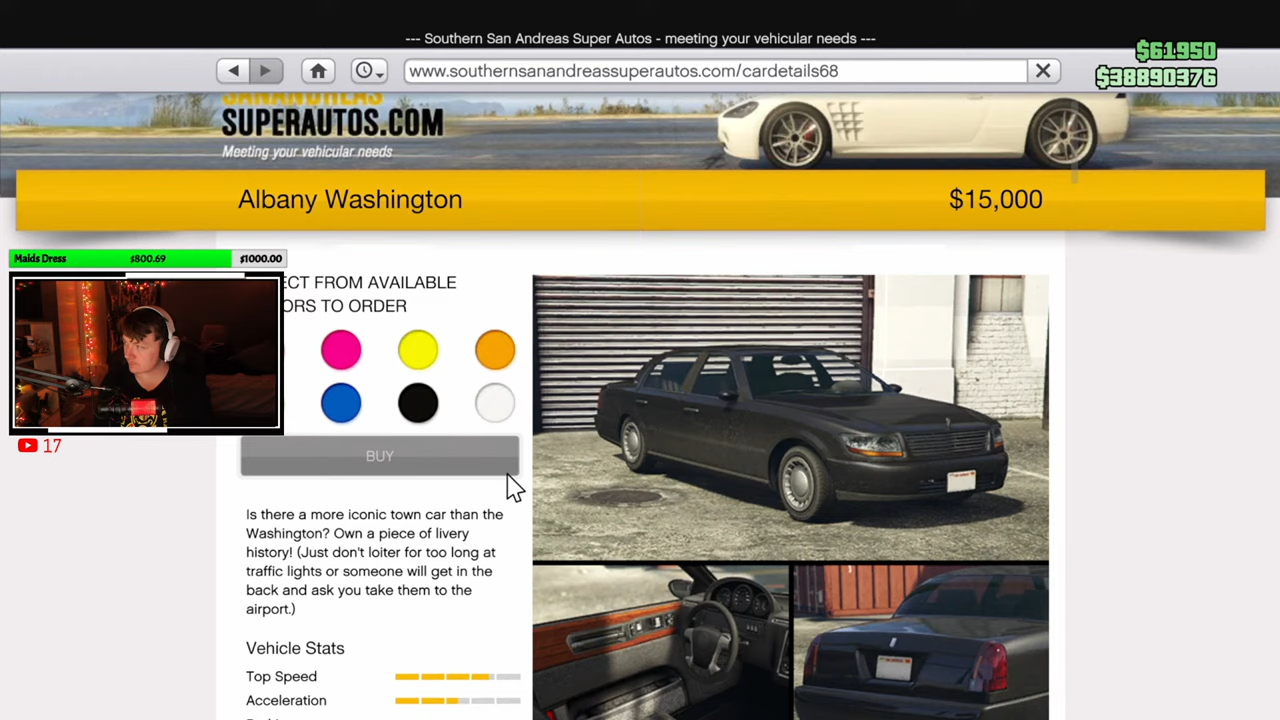 --- Southern San Andreas Super Autos - meeting your vehicular needs ---
$61950
www.southernsanandreassuperautos.com/cardetails68
$38890376
SANANDREAS
SUPERAUTOS.COM
Meeting your vehicular needs
Albany Washington
$15,000
Maids Dress $800.69 $1000.00
ECT FROM AVAILABLE
ORS TO ORDER
17
BUY
Is there a more iconic town car than the
Washington? Own a piece of livery
history! (Just don't loiter for too long at
traffic lights or someone will get in the
back and ask you take them to the
airport.)
Vehicle Stats
Top Speed
Acceleration